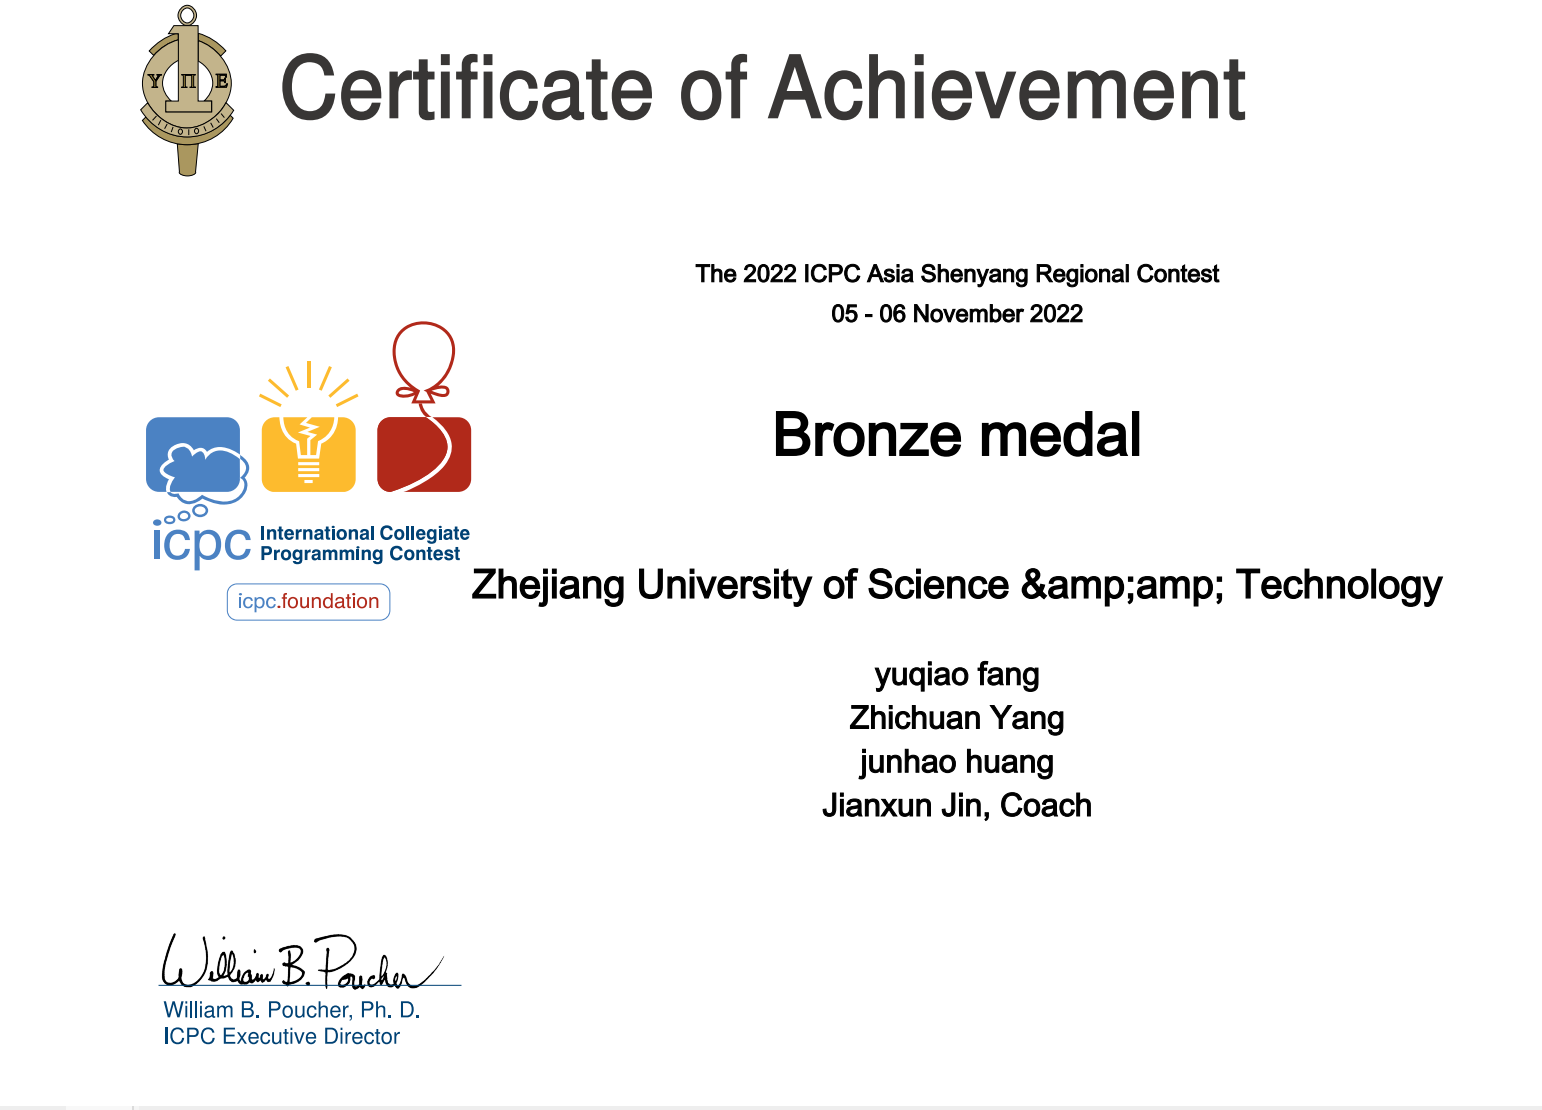 Υ Π Ε
Certificate of Achievement
The 2022 ICPC Asia Shenyang Regional Contest
05 - 06 November 2022
Bronze medal
icpc International Collegiate
Programming Contest
icpc.foundation
Zhejiang University of Science &amp;amp; Technology
yuqiao fang
Zhichuan Yang
junhao huang
Jianxun Jin, Coach
William B. Poucher
William B. Poucher, Ph. D.
ICPC Executive Director